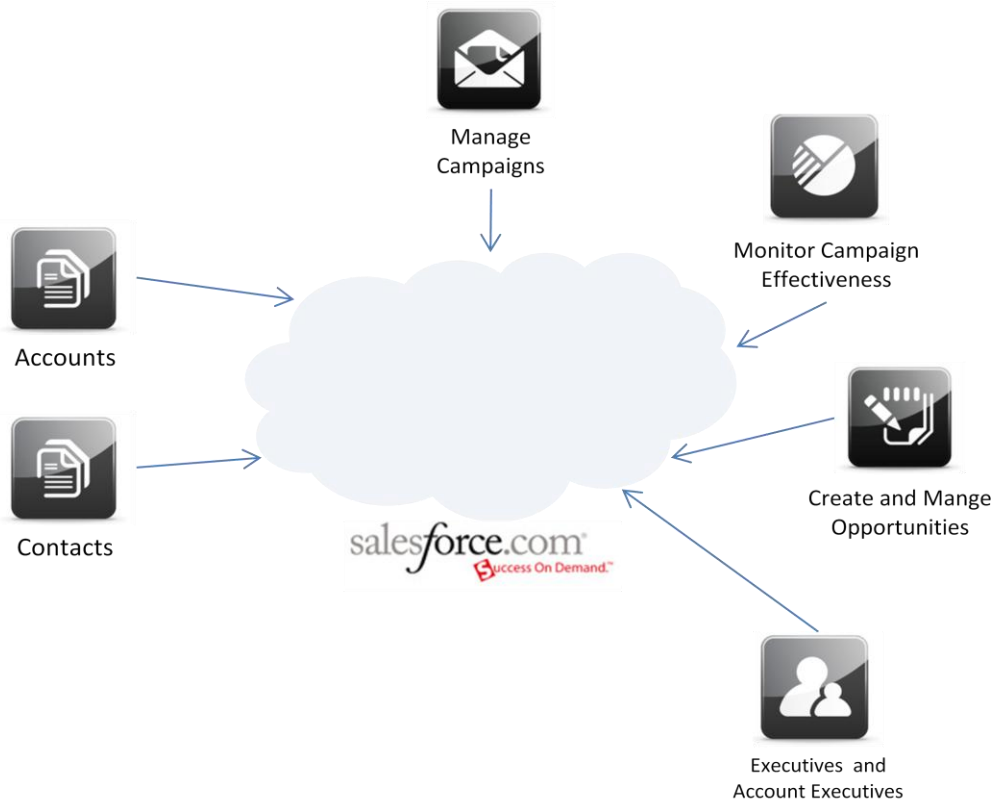 Manage
Campaigns
Monitor Campaign
Effectiveness
Accounts
Create and Mange
Opportunities
Contacts
salesforce.com®
Success On Demand.™
Executives and
Account Executives